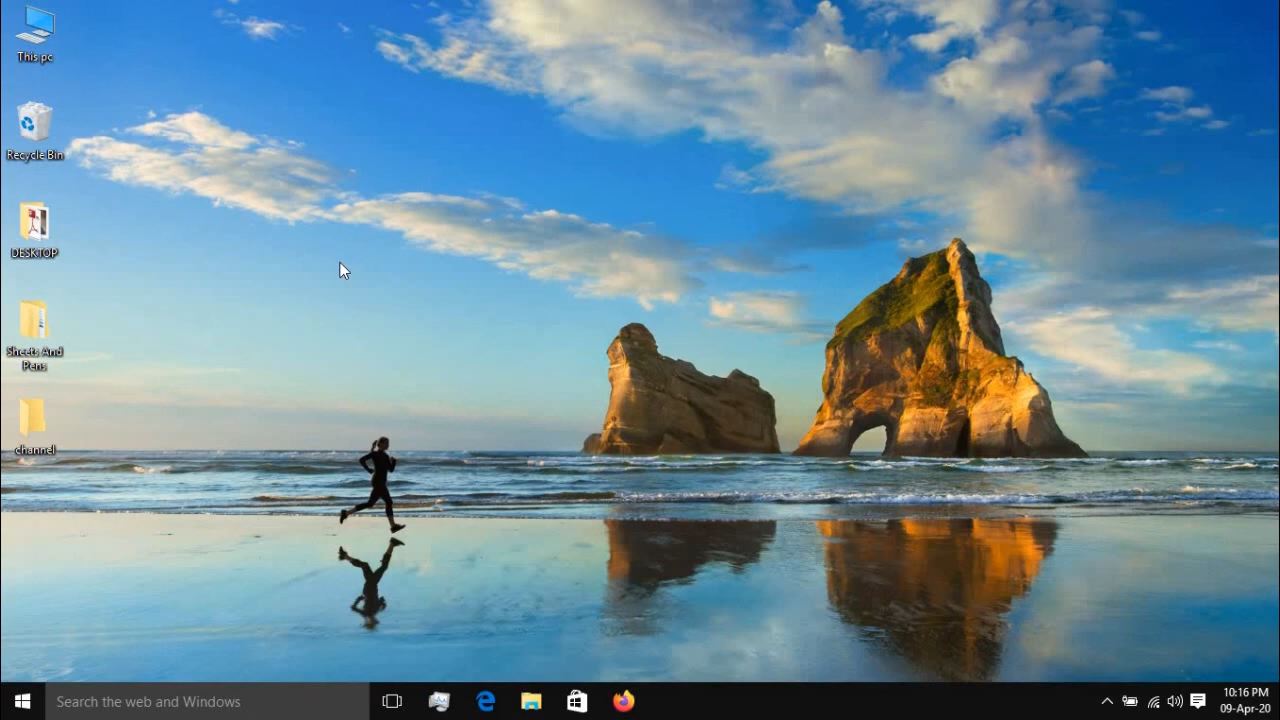 This pc
Recycle Bin
DESKTOP
Sheets And
Pens
channel
Search the web and Windows
10:16 PM
09-Apr-20